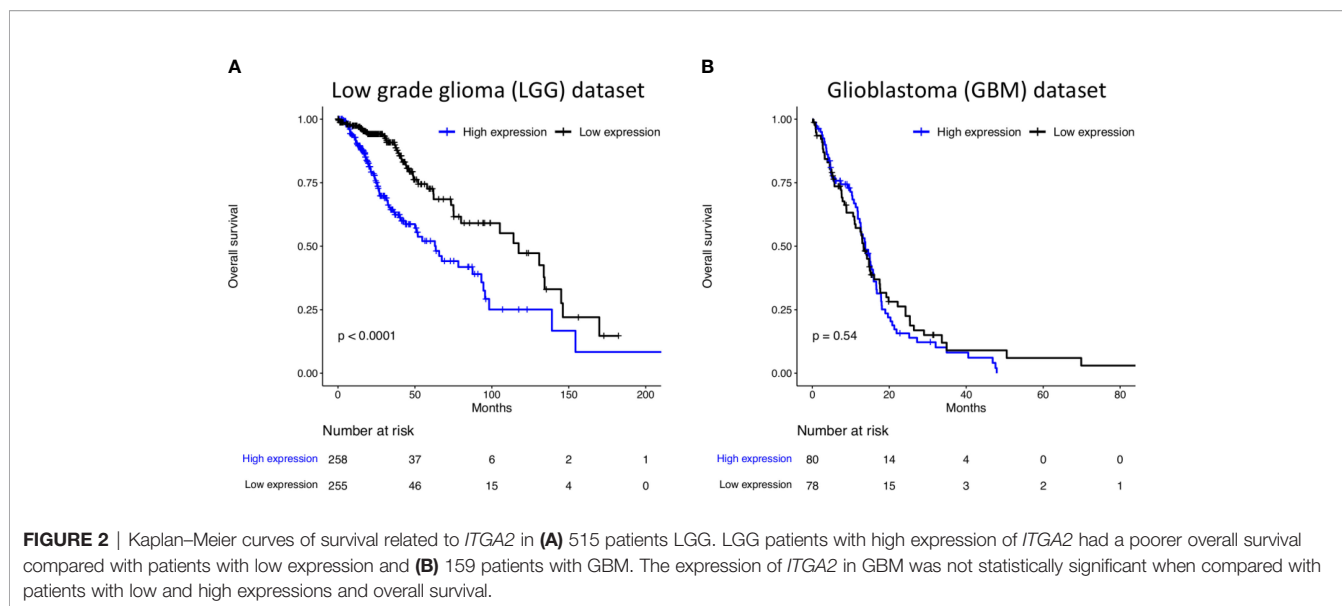 A
Low grade glioma (LGG) dataset
High expression
Low expression
1.00
0.75
0.50
0.25
0.00
Overall survival
p < 0.0001
0 50 100 150 200
Months
Number at risk
High expression 258 37 6 2 1
Low expression 255 46 15 4 0
B
Glioblastoma (GBM) dataset
High expression
Low expression
1.00
0.75
0.50
0.25
0.00
Overall survival
p = 0.54
0 20 40 60 80
Months
Number at risk
High expression 80 14 4 0 0
Low expression 78 15 3 2 1
FIGURE 2 | Kaplan–Meier curves of survival related to ITGA2 in (A) 515 patients LGG. LGG patients with high expression of ITGA2 had a poorer overall survival
compared with patients with low expression and (B) 159 patients with GBM. The expression of ITGA2 in GBM was not statistically significant when compared with
patients with low and high expressions and overall survival.